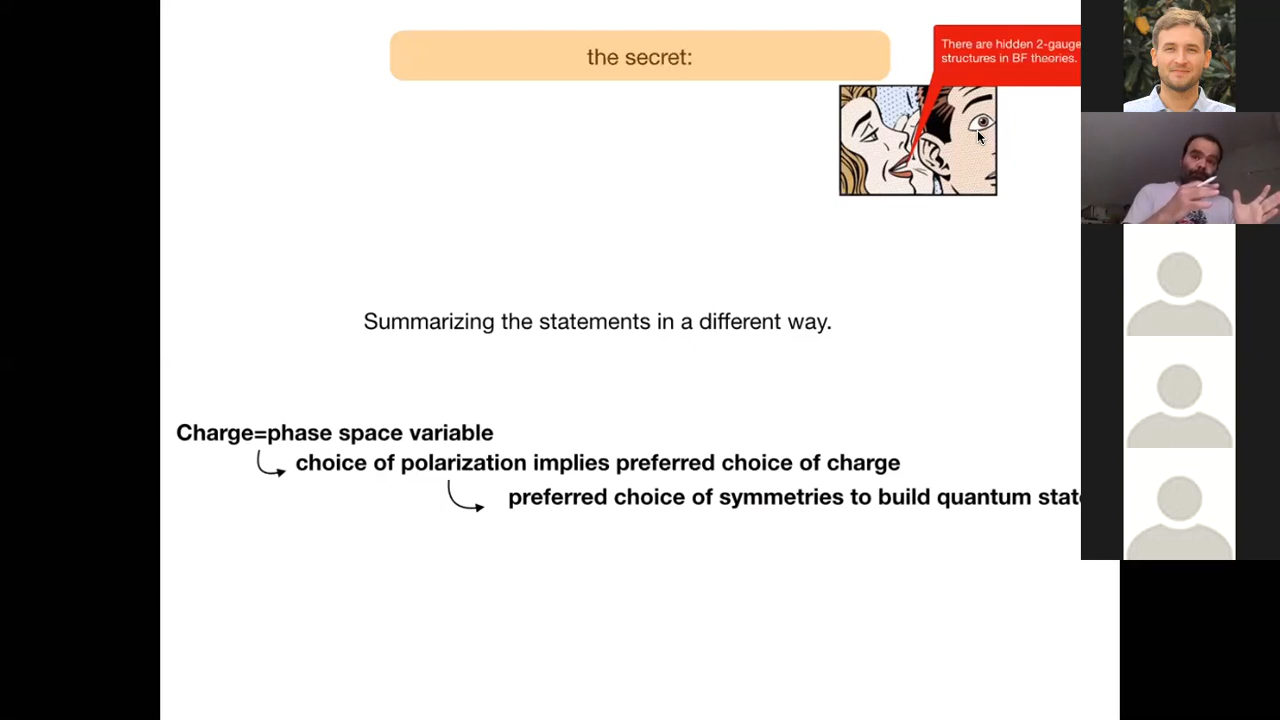 the secret:
There are hidden 2-gauge
structures in BF theories.
Summarizing the statements in a different way.
Charge=phase space variable
choice of polarization implies preferred choice of charge
preferred choice of symmetries to build quantum